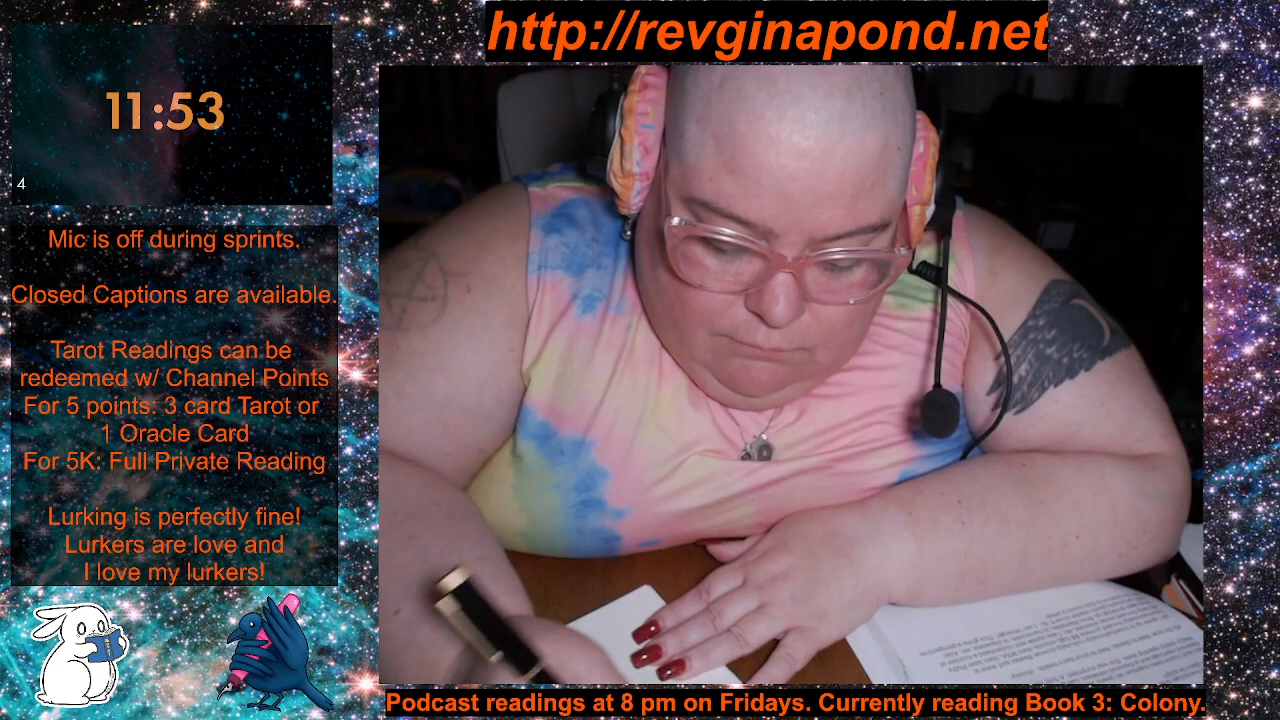 http://revginapond.net
11:53
4
Mic is off during sprints.
Closed Captions are available.
Tarot Readings can be
redeemed w/ Channel Points
For 5 points: 3 card Tarot or
1 Oracle Card
For 5K: Full Private Reading
Lurking is perfectly fine!
Lurkers are love and
I love my lurkers!
Podcast readings at 8 pm on Fridays. Currently reading Book 3: Colony.